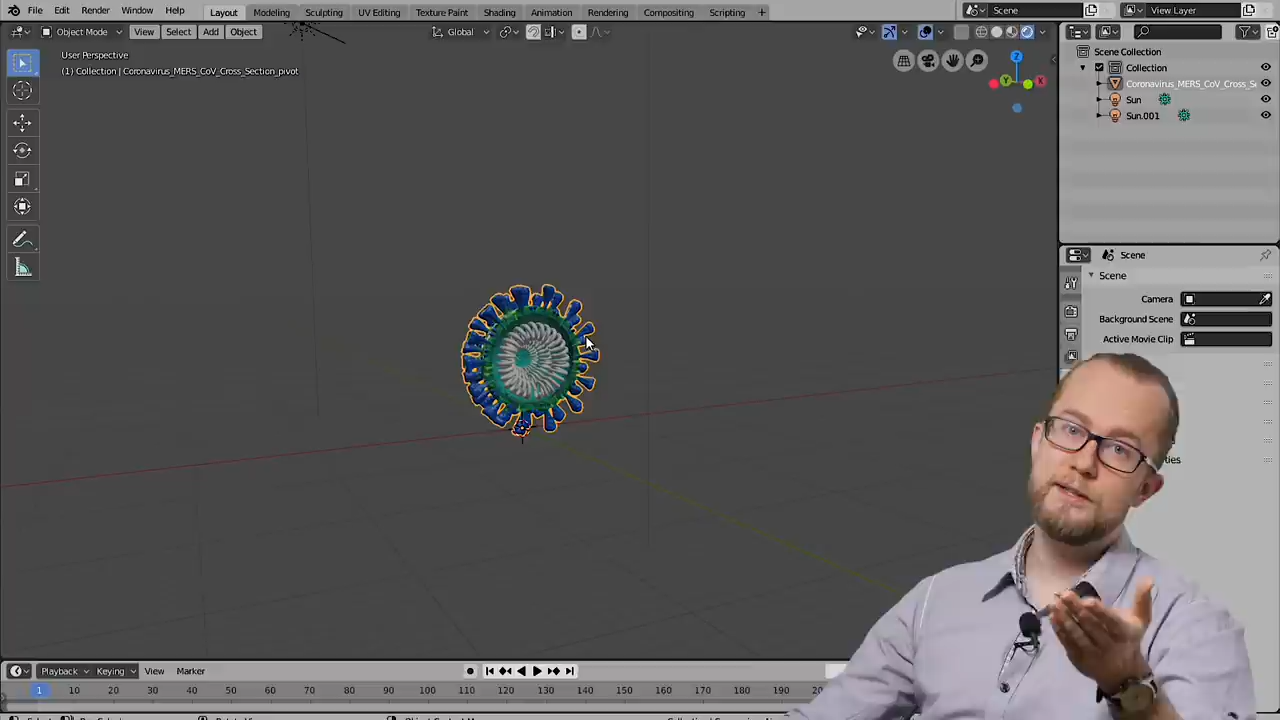 File Edit Render Window Help Layout Modeling Sculpting UV Editing Texture Paint Shading Animation Rendering Compositing Scripting + Scene View Layer
Object Mode View Select Add Object Global
User Perspective
(1) Collection | Coronavirus_MERS_CoV_Cross_Section_pivot
Z
Y
X
Scene Collection
Collection
Coronavirus_MERS_CoV_Cross_Se
Sun
Sun.001
Scene
Scene
Camera
Background Scene
Active Movie Clip
Playback Keying View Marker
1 10 20 30 40 50 60 70 80 90 100 110 120 130 140 150 160 170 180 190